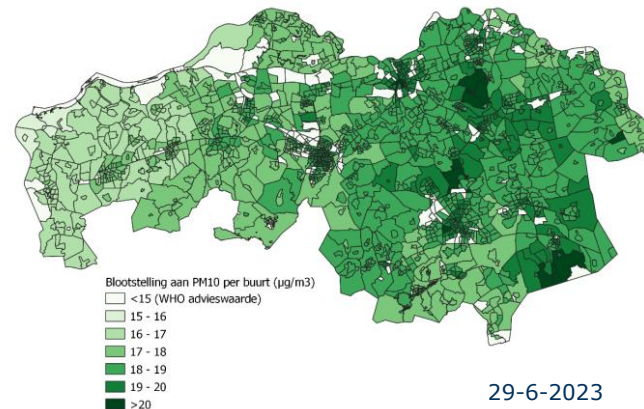 Blootstelling aan PM10 per buurt (µg/m3)
<15 (WHO advieswaarde)
15 - 16
16 - 17
17 - 18
18 - 19
19 - 20
>20
29-6-2023